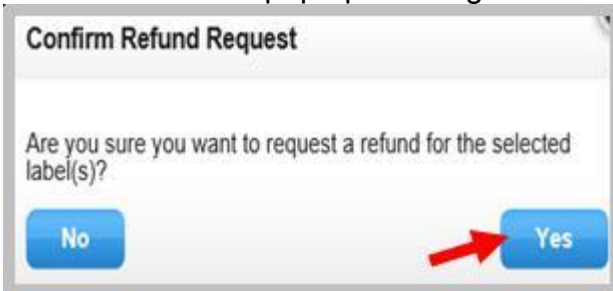 Confirm Refund Request
Are you sure you want to request a refund for the selected
label(s)?
No
Yes